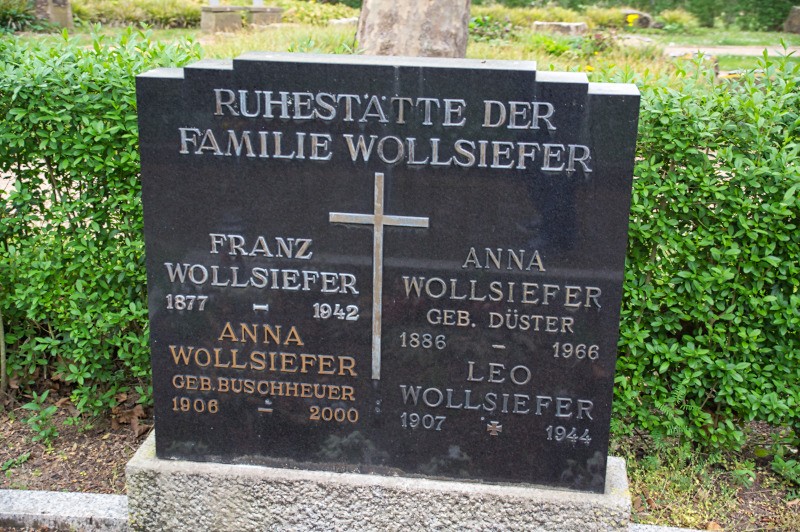 RUHESTÄTTE DER
FAMILIE WOLLSIEFER
FRANZ
WOLLSIEFER
1877 – 1942
ANNA
WOLLSIEFER
GEB. BUSCHHEUER
1906 – 2000
ANNA
WOLLSIEFER
GEB. DÜSTER
1886 – 1966
LEO
WOLLSIEFER
1907 ✠ 1944